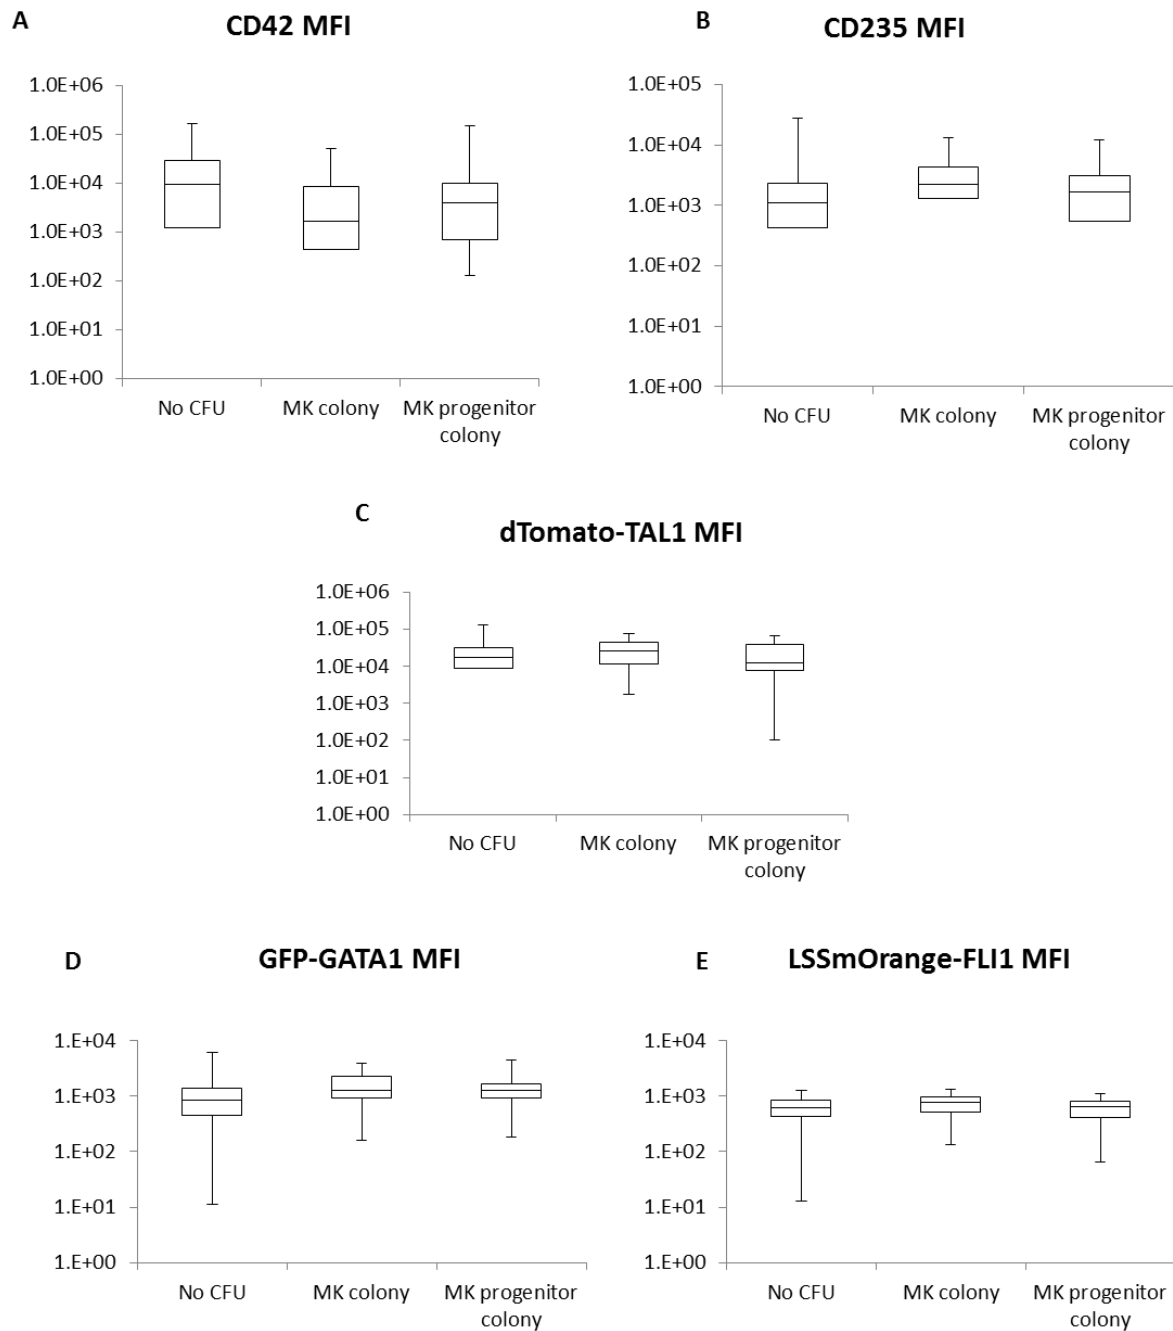 A
CD42 MFI
1.0E+06
1.0E+05
1.0E+04
1.0E+03
1.0E+02
1.0E+01
1.0E+00
No CFU
MK colony
MK progenitor
colony
B
CD235 MFI
1.0E+05
1.0E+04
1.0E+03
1.0E+02
1.0E+01
1.0E+00
No CFU
MK colony
MK progenitor
colony
C
dTomato-TAL1 MFI
1.0E+06
1.0E+05
1.0E+04
1.0E+03
1.0E+02
1.0E+01
1.0E+00
No CFU
MK colony
MK progenitor
colony
D
GFP-GATA1 MFI
1.E+04
1.E+03
1.E+02
1.E+01
1.E+00
No CFU
MK colony
MK progenitor
colony
E
LSSmOrange-FLI1 MFI
1.E+04
1.E+03
1.E+02
1.E+01
1.E+00
No CFU
MK colony
MK progenitor
colony